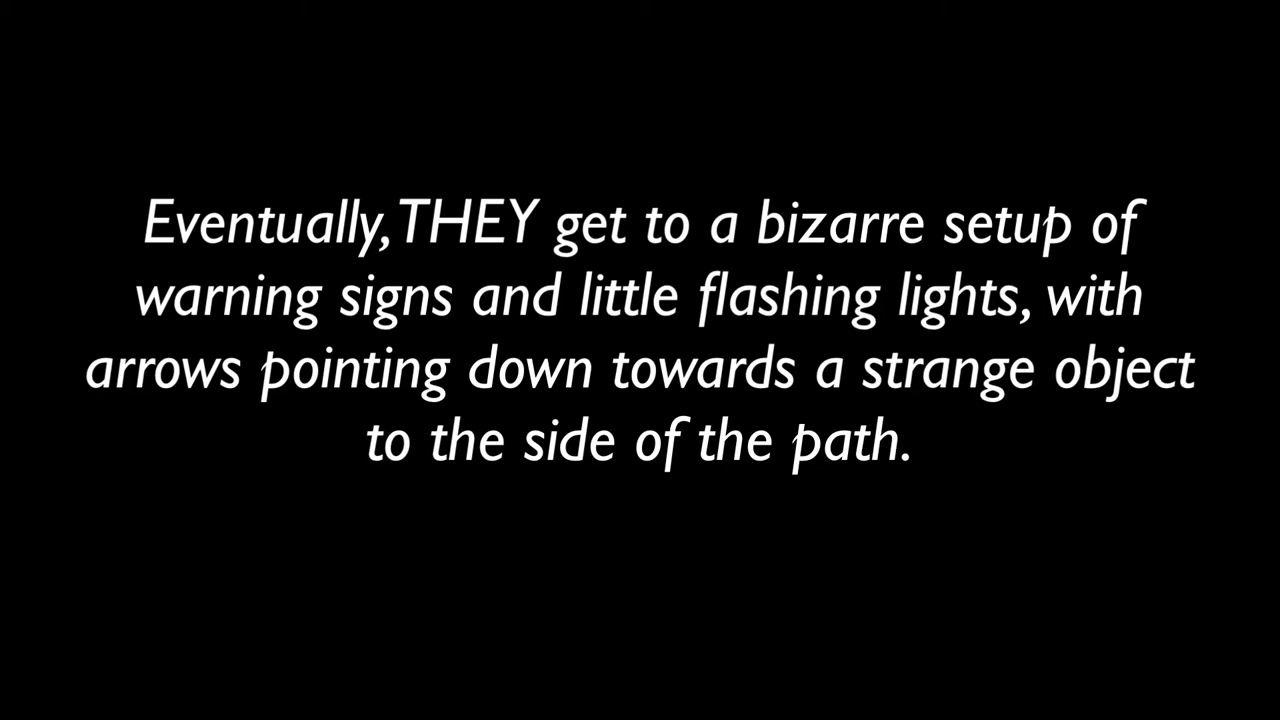 Eventually, THEY get to a bizarre setup of
warning signs and little flashing lights, with
arrows pointing down towards a strange object
to the side of the path.